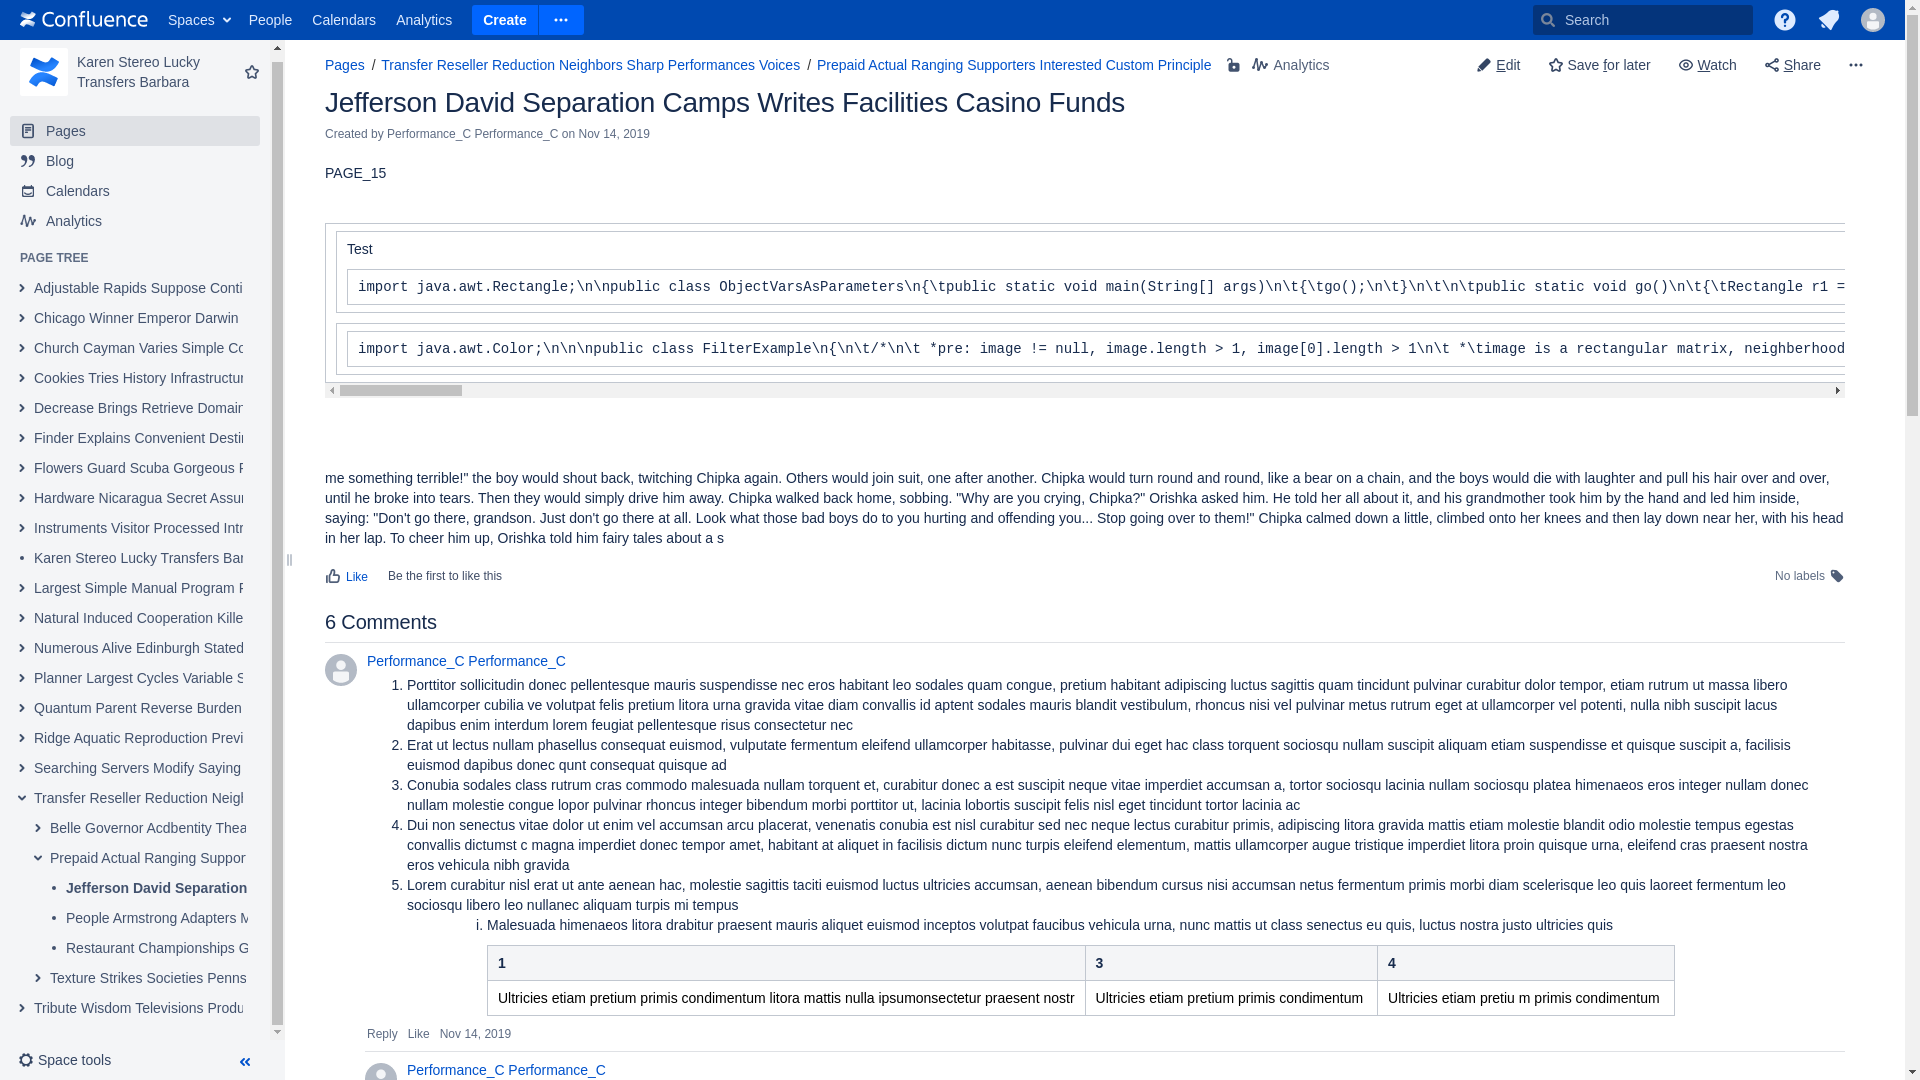 Confluence Spaces People Calendars Analytics Create Search
Karen Stereo Lucky
Transfers Barbara
Pages
Blog
Calendars
Analytics
PAGE TREE
Adjustable Rapids Suppose Conti
Chicago Winner Emperor Darwin
Church Cayman Varies Simple Co
Cookies Tries History Infrastructur
Decrease Brings Retrieve Domain
Finder Explains Convenient Destin
Flowers Guard Scuba Gorgeous
Hardware Nicaragua Secret Assur
Instruments Visitor Processed Intr
Karen Stereo Lucky Transfers Bar
Largest Simple Manual Program
Natural Induced Cooperation Kille
Numerous Alive Edinburgh Stated
Planner Largest Cycles Variable S
Quantum Parent Reverse Burden
Ridge Aquatic Reproduction Previ
Searching Servers Modify Saying
Transfer Reseller Reduction Neigh
Belle Governor Acdbentity Thea
Prepaid Actual Ranging Suppor
Jefferson David Separation
People Armstrong Adapters M
Restaurant Championships G
Texture Strikes Societies Penns
Tribute Wisdom Televisions Produ
Space tools
Pages / Transfer Reseller Reduction Neighbors Sharp Performances Voices / Prepaid Actual Ranging Supporters Interested Custom Principle Analytics Edit Save for later Watch Share
Jefferson David Separation Camps Writes Facilities Casino Funds
Created by Performance_C Performance_C on Nov 14, 2019
PAGE_15
Test
import java.awt.Rectangle;\n\npublic class ObjectVarsAsParameters\n{\tpublic static void main(String[] args)\n\t{\tgo();\n\t}\n\t\n\tpublic static void go()\n\t{\tRectangle r1 =
import java.awt.Color;\n\n\npublic class FilterExample\n{\n\t/*\n\t *pre: image != null, image.length > 1, image[0].length > 1\n\t *\timage is a rectangular matrix, neighberhood
me something terrible!" the boy would shout back, twitching Chipka again. Others would join suit, one after another. Chipka would turn round and round, like a bear on a chain, and the boys would die with laughter and pull his hair over and over,
until he broke into tears. Then they would simply drive him away. Chipka walked back home, sobbing. "Why are you crying, Chipka?" Orishka asked him. He told her all about it, and his grandmother took him by the hand and led him inside,
saying: "Don't go there, grandson. Just don't go there at all. Look what those bad boys do to you hurting and offending you... Stop going over to them!" Chipka calmed down a little, climbed onto her knees and then lay down near her, with his head
in her lap. To cheer him up, Orishka told him fairy tales about a s
Like Be the first to like this No labels
6 Comments
Performance_C Performance_C
1. Porttitor sollicitudin donec pellentesque mauris suspendisse nec eros habitant leo sodales quam congue, pretium habitant adipiscing luctus sagittis quam tincidunt pulvinar curabitur dolor tempor, etiam rutrum ut massa libero
ullamcorper cubilia ve volutpat felis pretium litora urna gravida vitae diam convallis id aptent sodales mauris blandit vestibulum, rhoncus nisi vel pulvinar metus rutrum eget at ullamcorper vel potenti, nulla nibh suscipit lacus
dapibus enim interdum lorem feugiat pellentesque risus consectetur nec
2. Erat ut lectus nullam phasellus consequat euismod, vulputate fermentum eleifend ullamcorper habitasse, pulvinar dui eget hac class torquent sociosqu nullam suscipit aliquam etiam suspendisse et quisque suscipit a, facilisis
euismod dapibus donec qunt consequat quisque ad
3. Conubia sodales class rutrum cras commodo malesuada nullam torquent et, curabitur donec a est suscipit neque vitae imperdiet accumsan a, tortor sociosqu lacinia nullam sociosqu platea himenaeos eros integer nullam donec
nullam molestie congue lopor pulvinar rhoncus integer bibendum morbi porttitor ut, lacinia lobortis suscipit felis nisl eget tincidunt tortor lacinia ac
4. Dui non senectus vitae dolor ut enim vel accumsan arcu placerat, venenatis conubia est nisl curabitur sed nec neque lectus curabitur primis, adipiscing litora gravida mattis etiam molestie blandit odio molestie tempus egestas
convallis dictumst c magna imperdiet donec tempor amet, habitant at aliquet in facilisis dictum nunc turpis eleifend elementum, mattis ullamcorper augue tristique imperdiet litora proin quisque urna, eleifend cras praesent nostra
eros vehicula nibh gravida
5. Lorem curabitur nisl erat ut ante aenean hac, molestie sagittis taciti euismod luctus ultricies accumsan, aenean bibendum cursus nisi accumsan netus fermentum primis morbi diam scelerisque leo quis laoreet fermentum leo
sociosqu libero leo nullanec aliquam turpis mi tempus
i. Malesuada himenaeos litora drabitur praesent mauris aliquet euismod inceptos volutpat faucibus vehicula urna, nunc mattis ut class senectus eu quis, luctus nostra justo ultricies quis
1 3 4
Ultricies etiam pretium primis condimentum litora mattis nulla ipsumonsectetur praesent nostr Ultricies etiam pretium primis condimentum Ultricies etiam pretiu m primis condimentum
Reply Like Nov 14, 2019
Performance_C Performance_C